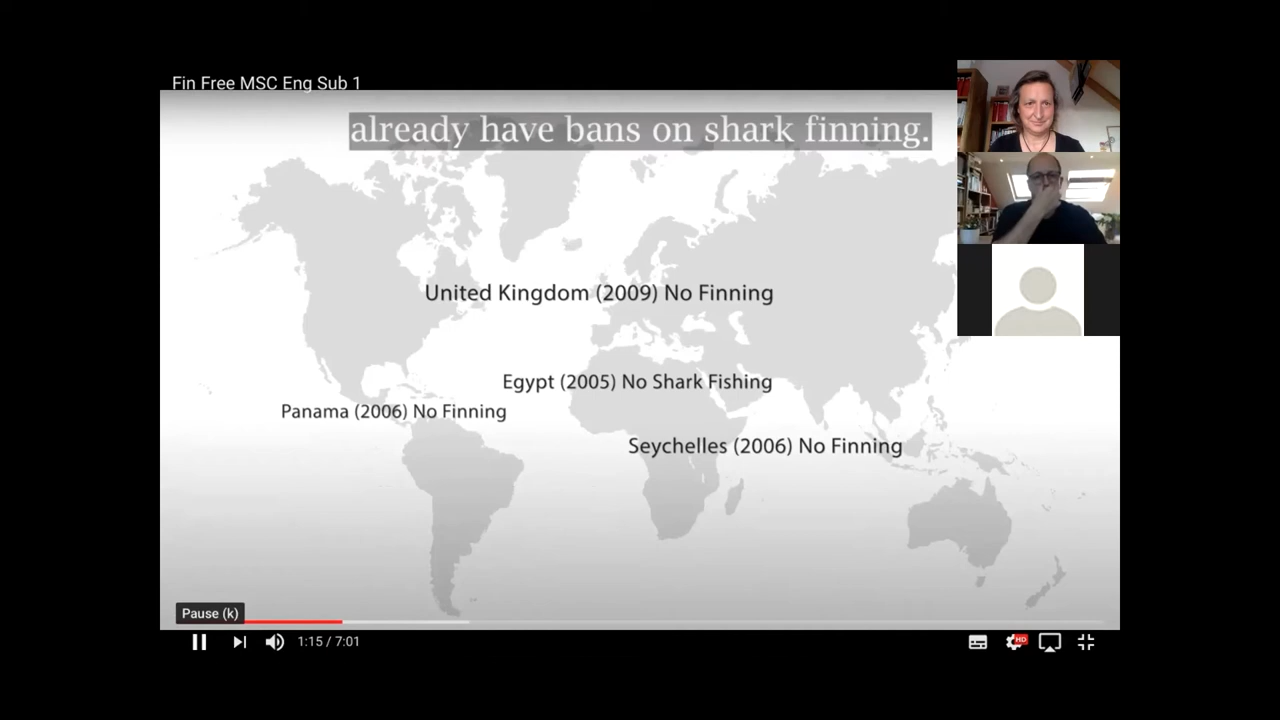 Fin Free MSC Eng Sub 1
already have bans on shark finning.
United Kingdom (2009) No Finning
Egypt (2005) No Shark Fishing
Panama (2006) No Finning
Seychelles (2006) No Finning
Pause (k)
1:15 / 7:01
HD